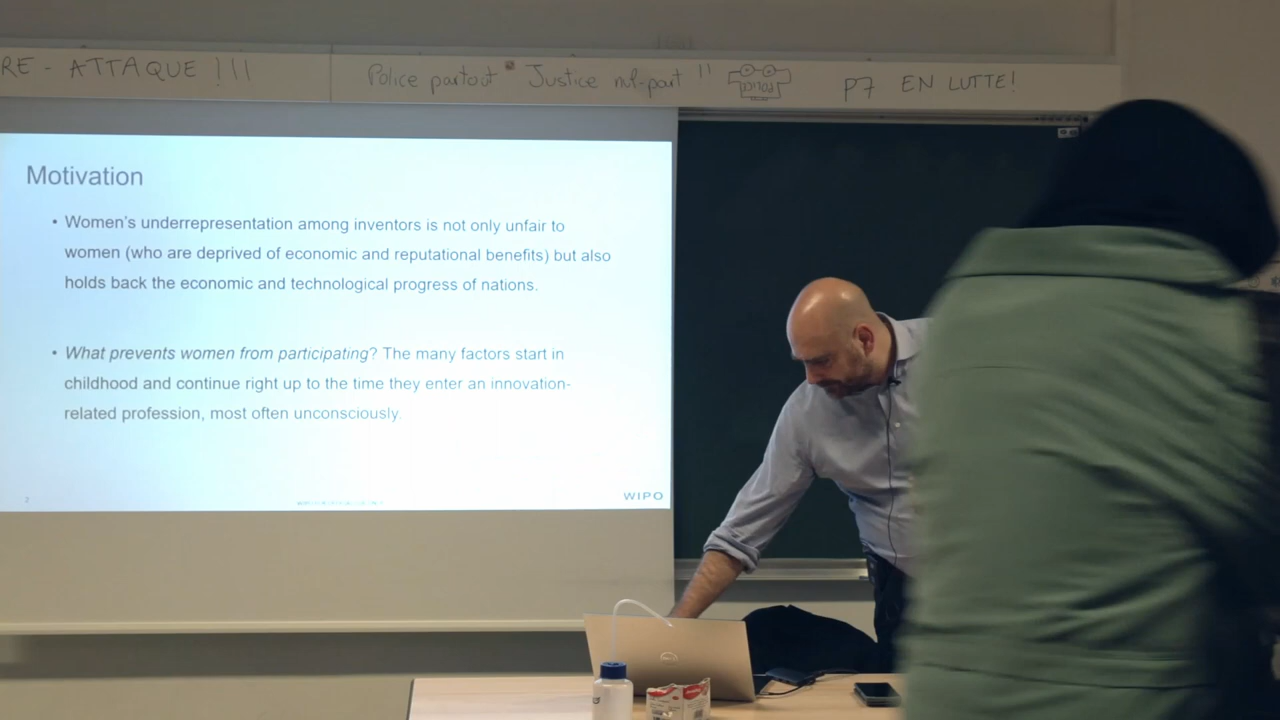 RE - ATTAQUE !!!
Police partout Justice nul-part !!
P7 EN LUTTE!
Motivation
• Women's underrepresentation among inventors is not only unfair to
women (who are deprived of economic and reputational benefits) but also
holds back the economic and technological progress of nations.
• What prevents women from participating? The many factors start in
childhood and continue right up to the time they enter an innovation-
related profession, most often unconsciously.
2
WIPO
DELL